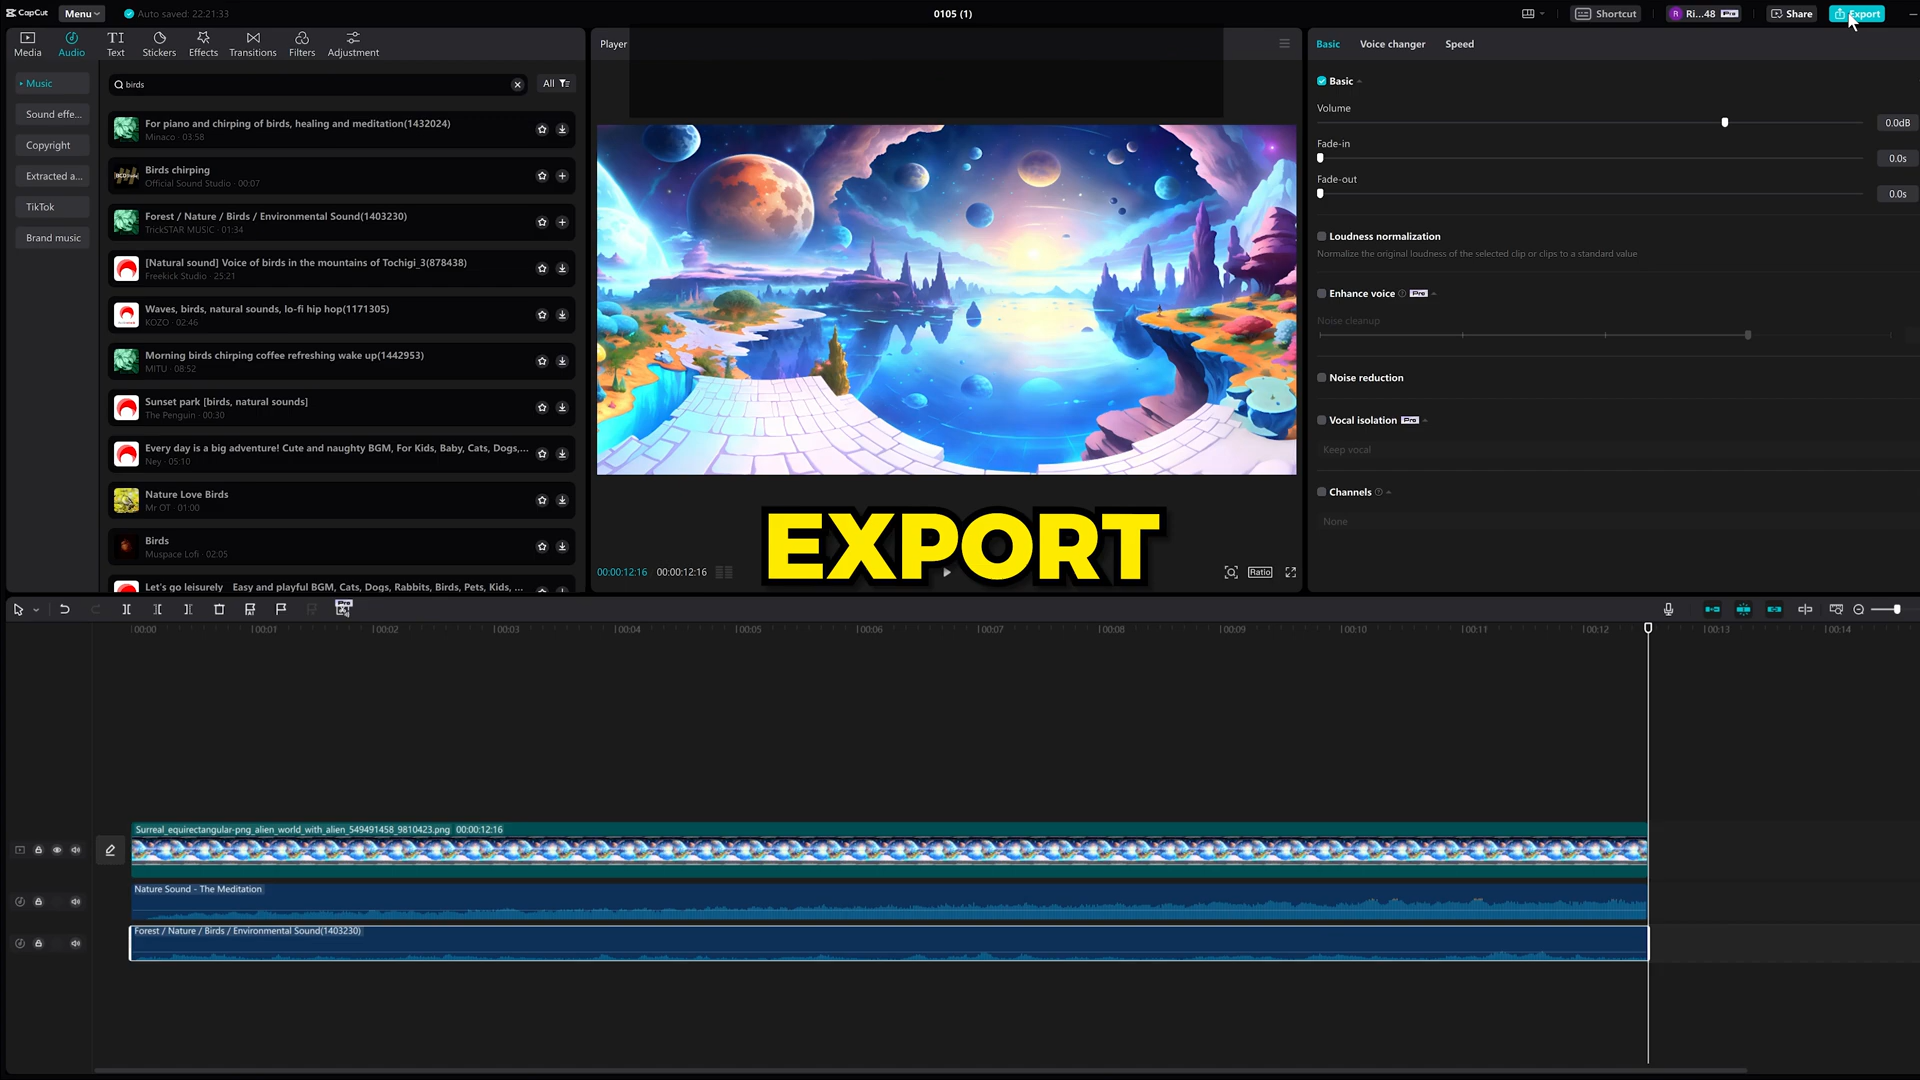 CapCut
Menu
Auto saved: 22:21:33
0105 (1)
Shortcut
R
Ri...48
Pro
Share
Export
Media
Audio
Text
Stickers
Effects
Transitions
Filters
Adjustment
Music
Sound effe...
Copyright
Extracted a...
TikTok
Brand music
birds
All
For piano and chirping of birds, healing and meditation(1432024)
Minaco · 03:58
Birds chirping
Official Sound Studio · 00:07
Forest / Nature / Birds / Environmental Sound(1403230)
TrickSTAR MUSIC · 01:34
[Natural sound] Voice of birds in the mountains of Tochigi_3(878438)
Freekick Studio · 25:21
Waves, birds, natural sounds, lo-fi hip hop(1171305)
KOZO · 02:46
Morning birds chirping coffee refreshing wake up(1442953)
MITU · 08:52
Sunset park [birds, natural sounds]
The Penguin · 00:30
Every day is a big adventure! Cute and naughty BGM, For Kids, Baby, Cats, Dogs,...
Ney · 05:10
Nature Love Birds
Mr OT · 01:00
Birds
Muspace Lofi · 02:05
Let's go leisurely Easy and playful BGM, Cats, Dogs, Rabbits, Birds, Pets, Kids, ...
Player
EXPORT
00:00:12:16 00:00:12:16
Ratio
Basic
Voice changer
Speed
Basic
Volume
0.0dB
Fade-in
0.0s
Fade-out
0.0s
Loudness normalization
Normalize the original loudness of the selected clip or clips to a standard value
Enhance voice
Pro
Noise cleanup
Noise reduction
Vocal isolation
Pro
Keep vocal
Channels
None
Pro
00:00 00:01 00:02 00:03 00:04 00:05 00:06 00:07 00:08 00:09 00:10 00:11 00:12 00:13 00:14
Surreal_equirectangular-png_alien_world_with_alien_549491458_9810423.png 00:00:12:16
Nature Sound - The Meditation
Forest / Nature / Birds / Environmental Sound(1403230)